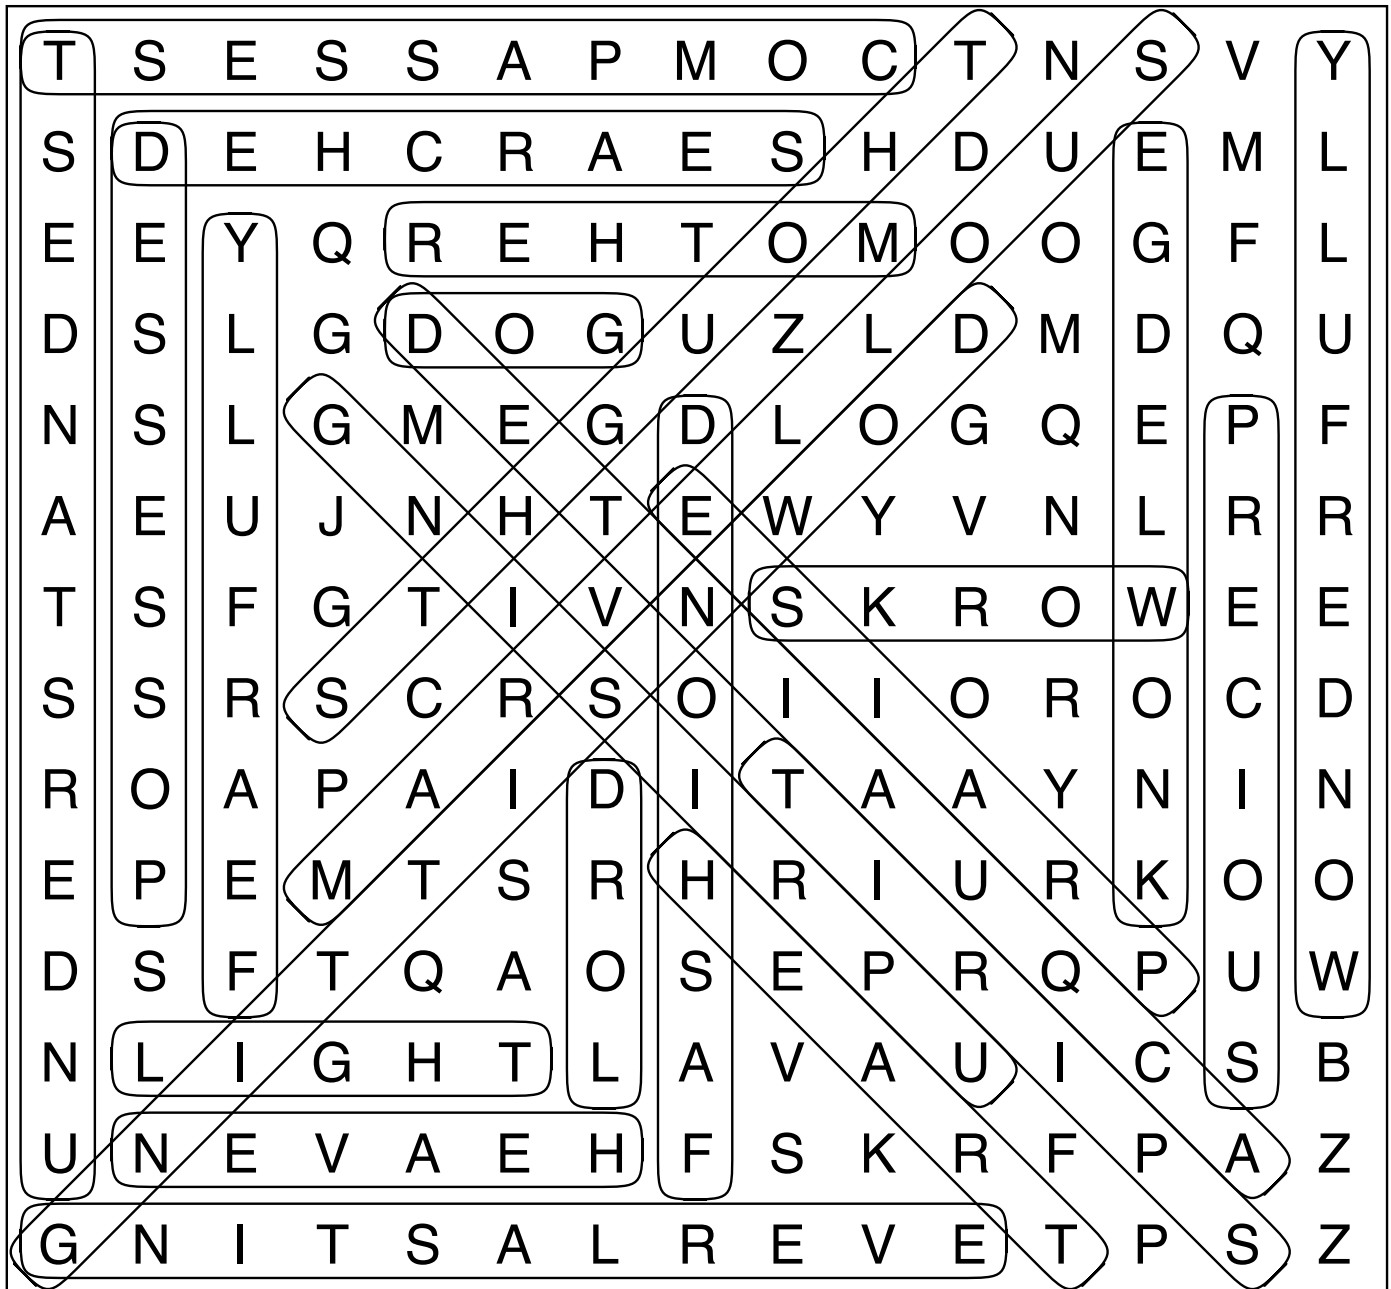 T S E S S A P M O C T N S V Y
S D E H C R A E S H D U E M L
E E Y Q R E H T O M O O G F L
D S L G D O G U Z L D M D Q U
N S L G M E G D L O G Q E P F
A E U J N H T E W Y V N L R R
T S F G T I V N S K R O W E E
S S R S C R S O I I O R O C D
R O A P A I D I T A A Y N I N
E P E M T S R H R I U R K O O
D S F T Q A O S E P R Q P U W
N L I G H T L A V A U I C S B
U N E V A E H F S K R F P A Z
G N I T S A L R E V E T P S Z